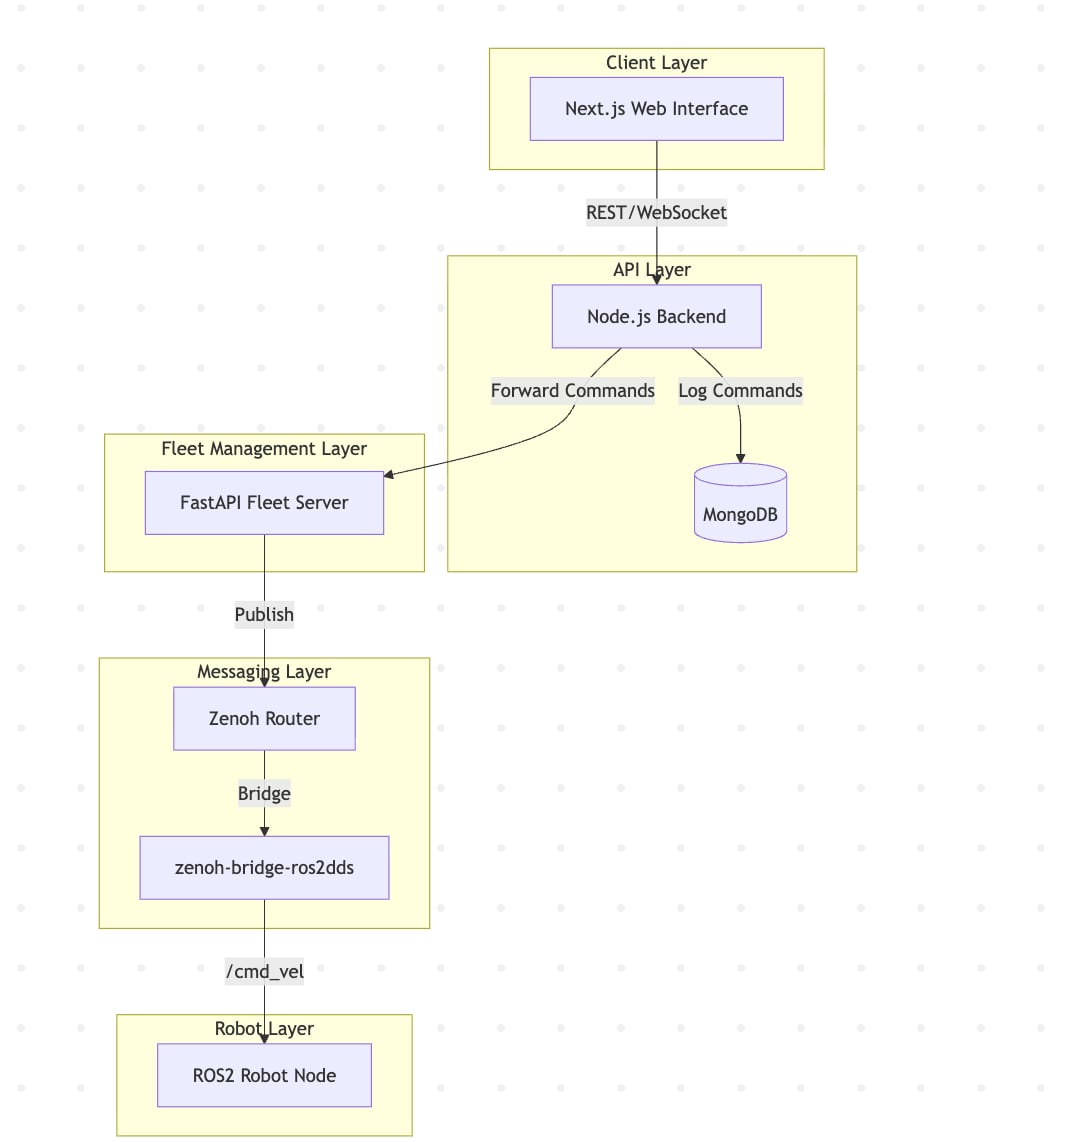 Client Layer
Next.js Web Interface
REST/WebSocket
API Layer
Node.js Backend
Forward Commands
Log Commands
Fleet Management Layer
FastAPI Fleet Server
MongoDB
Publish
Messaging Layer
Zenoh Router
Bridge
zenoh-bridge-ros2dds
/cmd_vel
Robot Layer
ROS2 Robot Node